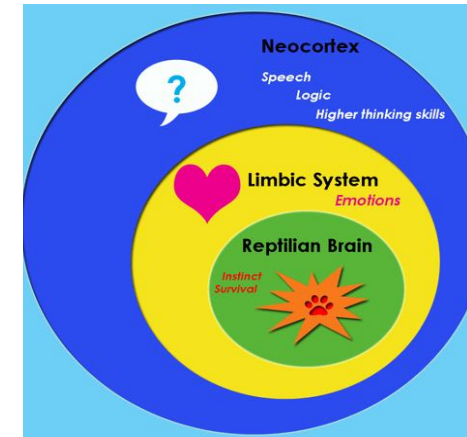 Neocortex
Speech
Logic
Higher thinking skills
?
Limbic System
Emotions
Reptilian Brain
Instinct
Survival